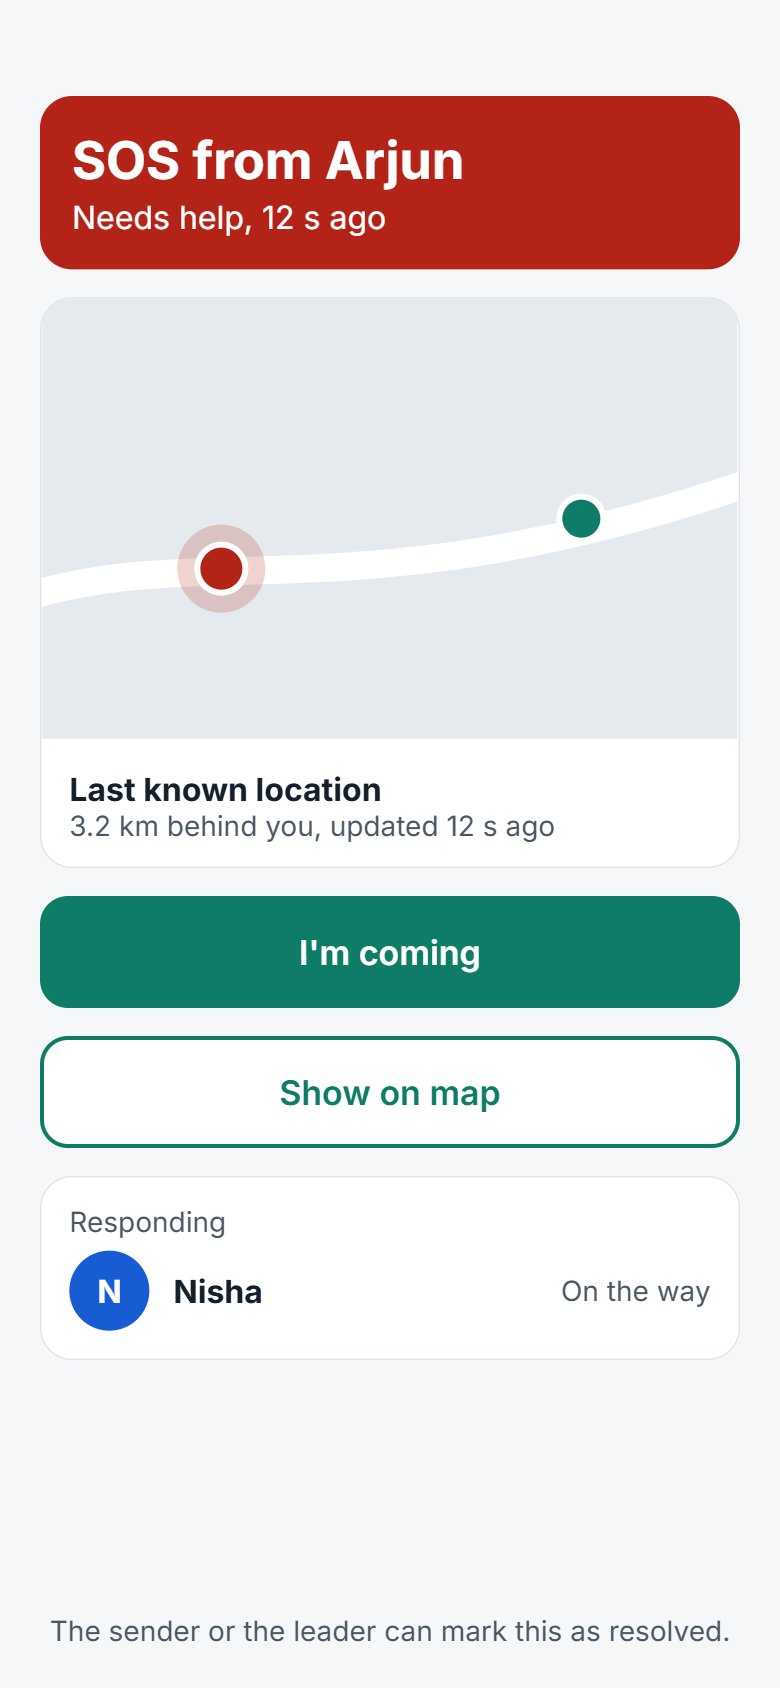 SOS from Arjun
Needs help, 12 s ago
Last known location
3.2 km behind you, updated 12 s ago
I'm coming
Show on map
Responding
N
Nisha
On the way
The sender or the leader can mark this as resolved.